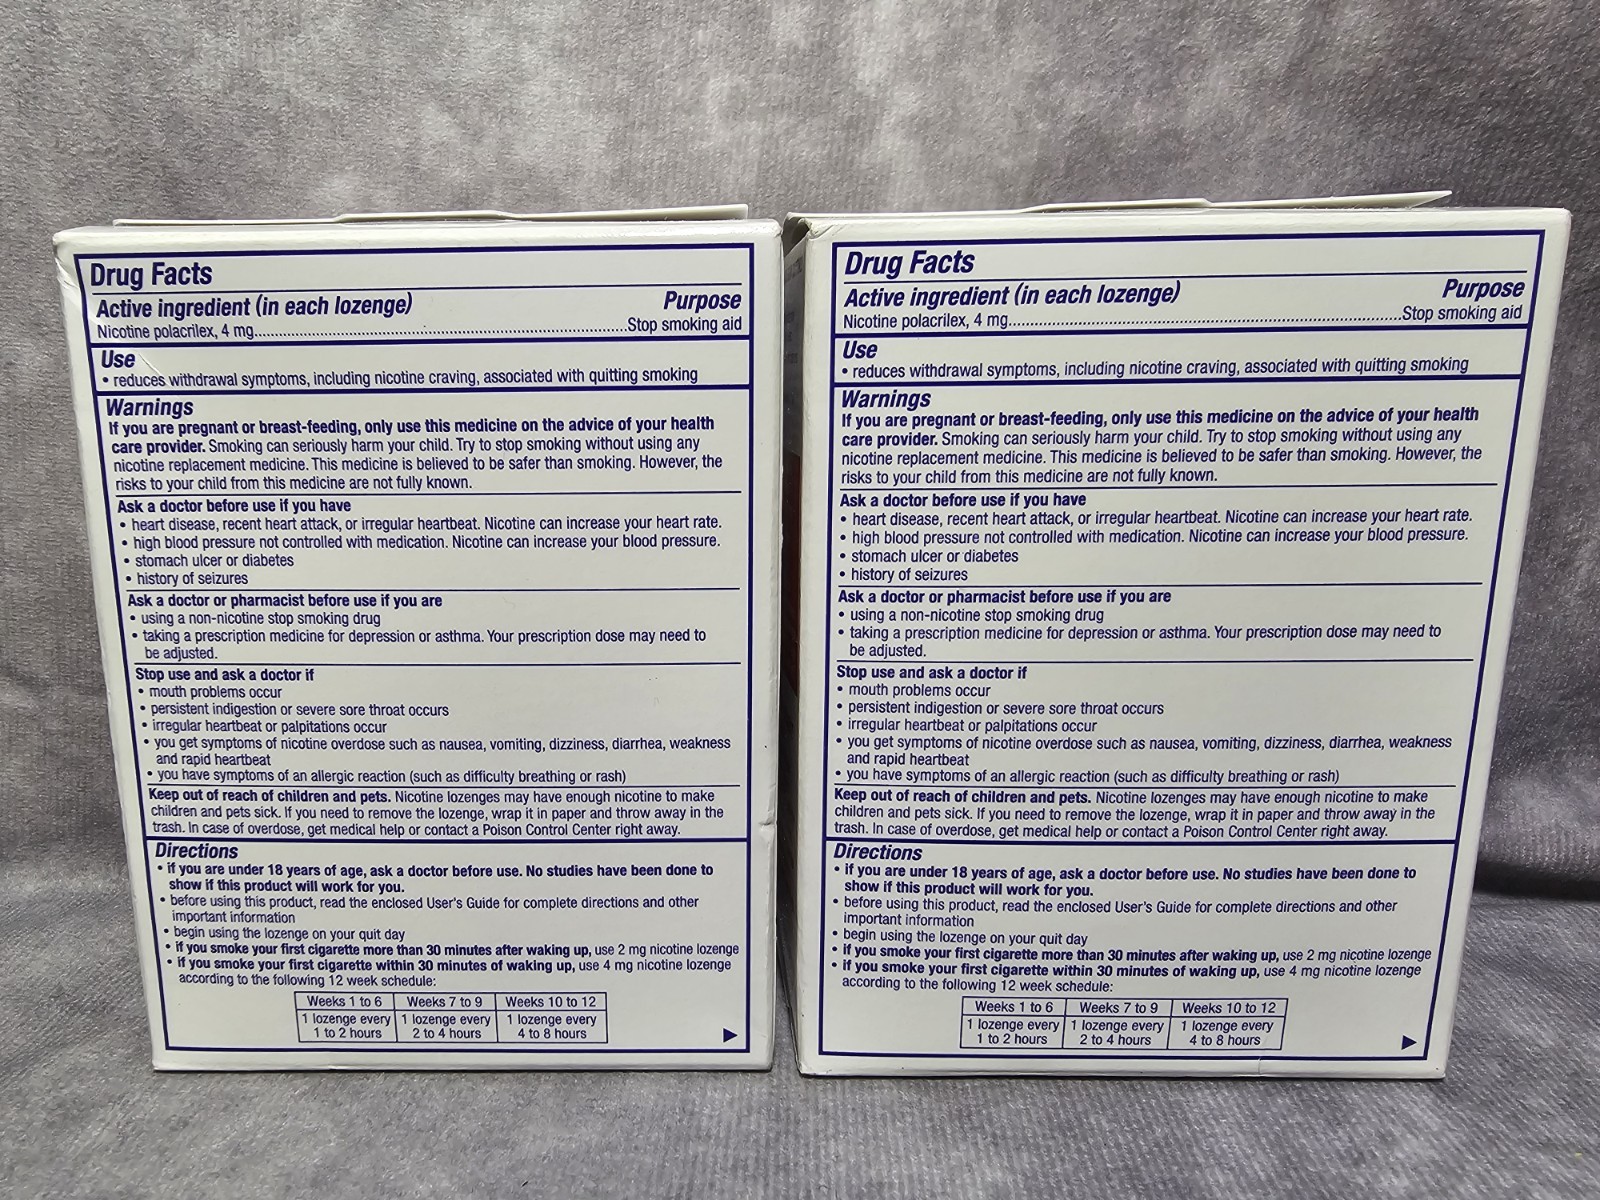 Drug Facts
Active ingredient (in each lozenge) Purpose
Nicotine polacrilex, 4 mg..........Stop smoking aid
Use
• reduces withdrawal symptoms, including nicotine craving, associated with quitting smoking
Warnings
If you are pregnant or breast-feeding, only use this medicine on the advice of your health
care provider. Smoking can seriously harm your child. Try to stop smoking without using any
nicotine replacement medicine. This medicine is believed to be safer than smoking. However, the
risks to your child from this medicine are not fully known.
Ask a doctor before use if you have
• heart disease, recent heart attack, or irregular heartbeat. Nicotine can increase your heart rate.
• high blood pressure not controlled with medication. Nicotine can increase your blood pressure.
• stomach ulcer or diabetes
• history of seizures
Ask a doctor or pharmacist before use if you are
• using a non-nicotine stop smoking drug
• taking a prescription medicine for depression or asthma. Your prescription dose may need to
be adjusted.
Stop use and ask a doctor if
• mouth problems occur
• persistent indigestion or severe sore throat occurs
• irregular heartbeat or palpitations occur
• you get symptoms of nicotine overdose such as nausea, vomiting, dizziness, diarrhea, weakness
and rapid heartbeat
• you have symptoms of an allergic reaction (such as difficulty breathing or rash)
Keep out of reach of children and pets. Nicotine lozenges may have enough nicotine to make
children and pets sick. If you need to remove the lozenge, wrap it in paper and throw away in the
trash. In case of overdose, get medical help or contact a Poison Control Center right away.
Directions
• if you are under 18 years of age, ask a doctor before use. No studies have been done to
show if this product will work for you.
• before using this product, read the enclosed User's Guide for complete directions and other
important information
• begin using the lozenge on your quit day
• if you smoke your first cigarette more than 30 minutes after waking up, use 2 mg nicotine lozenge
• if you smoke your first cigarette within 30 minutes of waking up, use 4 mg nicotine lozenge
according to the following 12 week schedule:
Weeks 1 to 6 Weeks 7 to 9 Weeks 10 to 12
1 lozenge every 1 lozenge every 1 lozenge every
1 to 2 hours 2 to 4 hours 4 to 8 hours
Drug Facts
Active ingredient (in each lozenge) Purpose
Nicotine polacrilex, 4 mg..........Stop smoking aid
Use
• reduces withdrawal symptoms, including nicotine craving, associated with quitting smoking
Warnings
If you are pregnant or breast-feeding, only use this medicine on the advice of your health
care provider. Smoking can seriously harm your child. Try to stop smoking without using any
nicotine replacement medicine. This medicine is believed to be safer than smoking. However, the
risks to your child from this medicine are not fully known.
Ask a doctor before use if you have
• heart disease, recent heart attack, or irregular heartbeat. Nicotine can increase your heart rate.
• high blood pressure not controlled with medication. Nicotine can increase your blood pressure.
• stomach ulcer or diabetes
• history of seizures
Ask a doctor or pharmacist before use if you are
• using a non-nicotine stop smoking drug
• taking a prescription medicine for depression or asthma. Your prescription dose may need to
be adjusted.
Stop use and ask a doctor if
• mouth problems occur
• persistent indigestion or severe sore throat occurs
• irregular heartbeat or palpitations occur
• you get symptoms of nicotine overdose such as nausea, vomiting, dizziness, diarrhea, weakness
and rapid heartbeat
• you have symptoms of an allergic reaction (such as difficulty breathing or rash)
Keep out of reach of children and pets. Nicotine lozenges may have enough nicotine to make
children and pets sick. If you need to remove the lozenge, wrap it in paper and throw away in the
trash. In case of overdose, get medical help or contact a Poison Control Center right away.
Directions
• if you are under 18 years of age, ask a doctor before use. No studies have been done to
show if this product will work for you.
• before using this product, read the enclosed User's Guide for complete directions and other
important information
• begin using the lozenge on your quit day
• if you smoke your first cigarette more than 30 minutes after waking up, use 2 mg nicotine lozenge
• if you smoke your first cigarette within 30 minutes of waking up, use 4 mg nicotine lozenge
according to the following 12 week schedule:
Weeks 1 to 6 Weeks 7 to 9 Weeks 10 to 12
1 lozenge every 1 lozenge every 1 lozenge every
1 to 2 hours 2 to 4 hours 4 to 8 hours